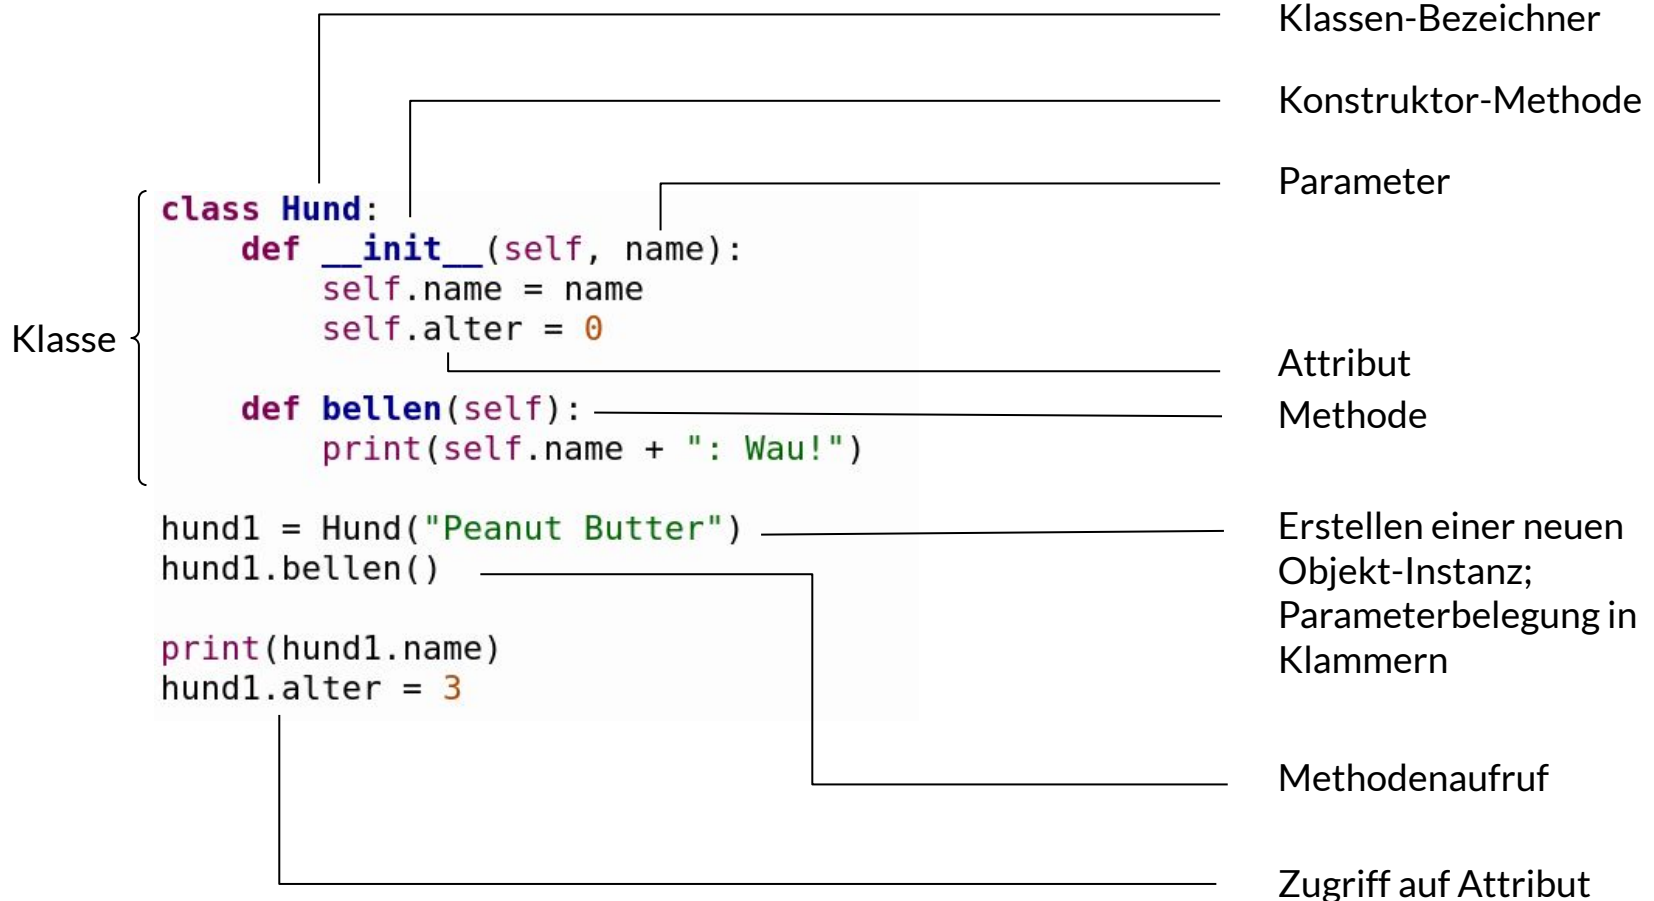 Klassen-Bezeichner
Konstruktor-Methode
Parameter
class Hund:
    def __init__(self, name):
        self.name = name
        self.alter = 0
Klasse
Attribut
    def bellen(self):
Methode
        print(self.name + ": Wau!")
hund1 = Hund("Peanut Butter")
hund1.bellen()
Erstellen einer neuen
Objekt-Instanz;
Parameterbelegung in
Klammern
print(hund1.name)
hund1.alter = 3
Methodenaufruf
Zugriff auf Attribut